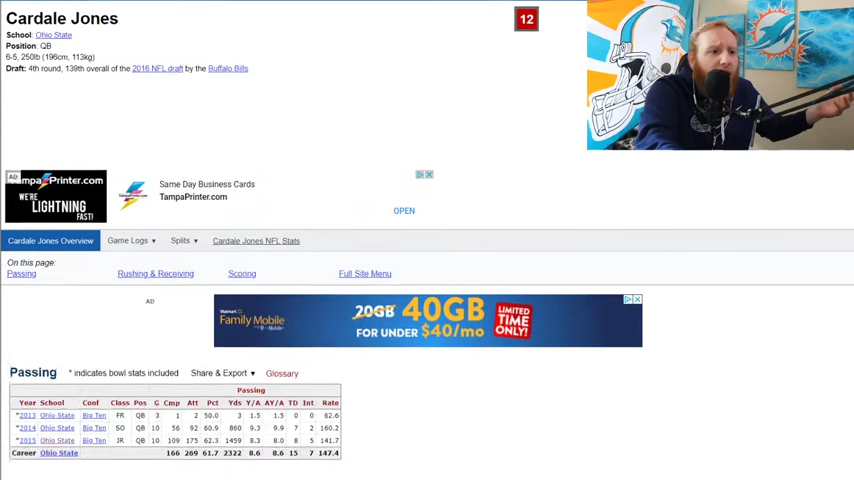 Cardale Jones
12
School: Ohio State
Position: QB
6-5, 250lb (196cm, 113kg)
Draft: 4th round, 139th overall of the 2016 NFL draft by the Buffalo Bills
AD
TampaPrinter.com
WE'RE
LIGHTNING
FAST!
Same Day Business Cards
TampaPrinter.com
OPEN
Cardale Jones Overview Game Logs ▼ Splits ▼ Cardale Jones NFL Stats
On this page:
Passing Rushing & Receiving Scoring Full Site Menu
AD
Walmart
Family Mobile
20GB 40GB
FOR UNDER $40/mo
LIMITED
TIME
ONLY!
Passing * indicates bowl stats included Share & Export ▼ Glossary
Passing
Year School Conf Class Pos G Cmp Att Pct Yds Y/A AY/A TD Int Rate
*2013 Ohio State Big Ten FR QB 3 1 2 50.0 3 1.5 1.5 0 0 62.6
*2014 Ohio State Big Ten SO QB 10 56 92 60.9 860 9.3 9.9 7 2 160.2
*2015 Ohio State Big Ten JR QB 10 109 175 62.3 1459 8.3 8.0 8 5 141.7
Career Ohio State 166 269 61.7 2322 8.6 8.6 15 7 147.4